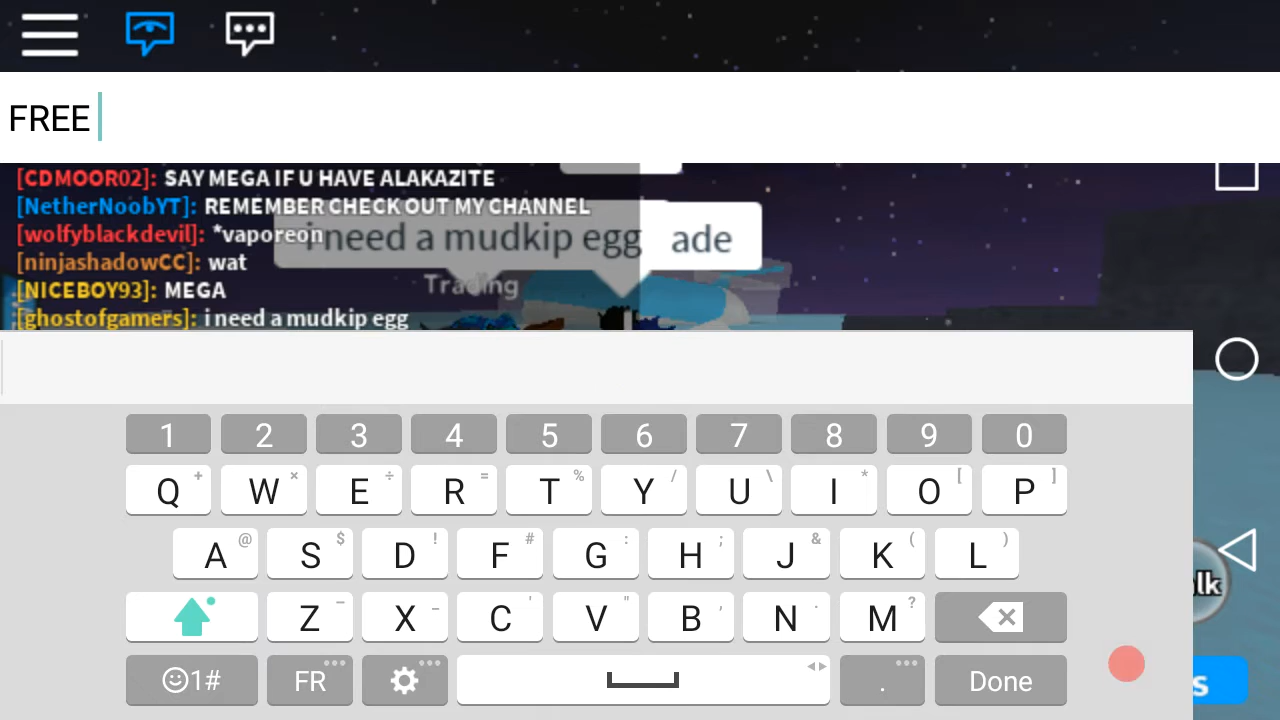 FREE
[CDMOOR02]: SAY MEGA IF U HAVE ALAKAZITE
[NetherNoobYT]: REMEMBER CHECK OUT MY CHANNEL
[wolfyblackdevil]: *vaporeon
i need a mudkip egg
ade
[ninjashadowCC]: wat
Trading
[NICEBOY93]: MEGA
[ghostofgamers]: i need a mudkip egg
1 2 3 4 5 6 7 8 9 0
Q + W × E ÷ R = T % Y / U \ I * O [ P ]
A @ S $ D ! F # G : H ; J & K ( L )
lk
Z – X _ C ' V " B , N . M ?
1# FR . Done
s